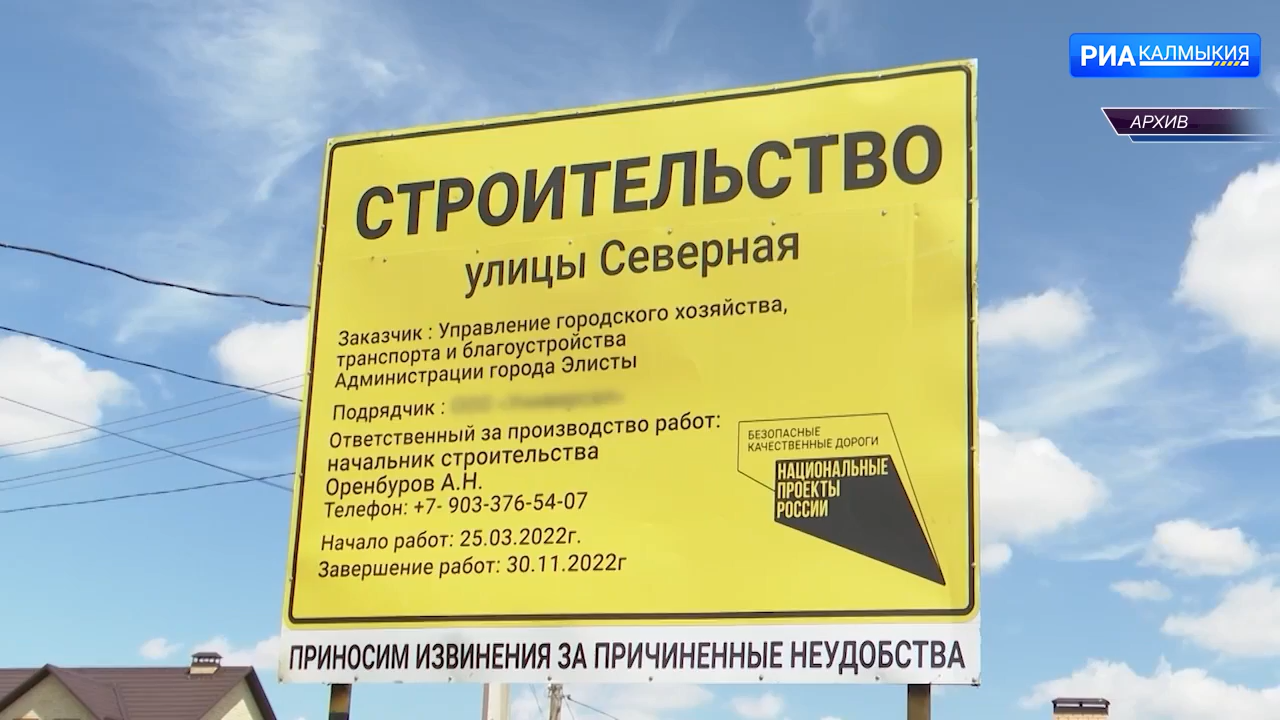 РИА КАЛМЫКИЯ
АРХИВ
СТРОИТЕЛЬСТВО
улицы Северная
Заказчик : Управление городского хозяйства,
транспорта и благоустройства
Администрации города Элисты
Подрядчик :
Ответственный за производство работ:
начальник строительства
Оренбуров А.Н.
Телефон: +7- 903-376-54-07
Начало работ: 25.03.2022г.
Завершение работ: 30.11.2022г
БЕЗОПАСНЫЕ
КАЧЕСТВЕННЫЕ ДОРОГИ
НАЦИОНАЛЬНЫЕ
ПРОЕКТЫ
РОССИИ
ПРИНОСИМ ИЗВИНЕНИЯ ЗА ПРИЧИНЕННЫЕ НЕУДОБСТВА